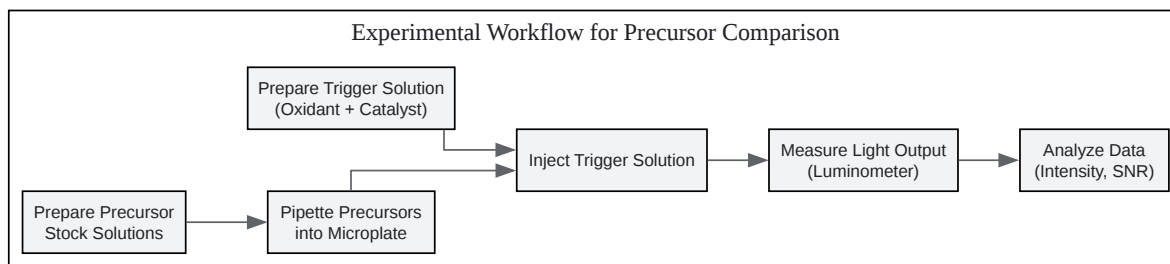 Experimental Workflow for Precursor Comparison
Prepare Trigger Solution
(Oxidant + Catalyst)
Inject Trigger Solution
Measure Light Output
(Luminometer)
Analyze Data
(Intensity, SNR)
Prepare Precursor
Stock Solutions
Pipette Precursors
into Microplate